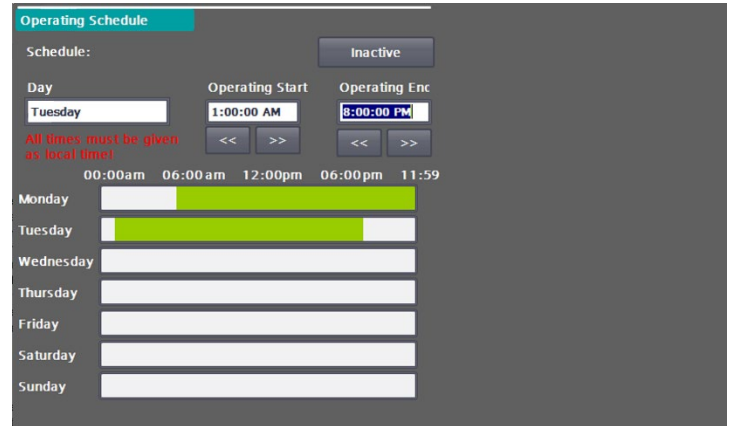 Operating Schedule
Schedule: Inactive
Day Operating Start Operating Enc
Tuesday 1:00:00 AM 8:00:00 PM
All times must be given
as local time!
<< >> << >>
00:00am 06:00am 12:00pm 06:00pm 11:59
Monday
Tuesday
Wednesday
Thursday
Friday
Saturday
Sunday